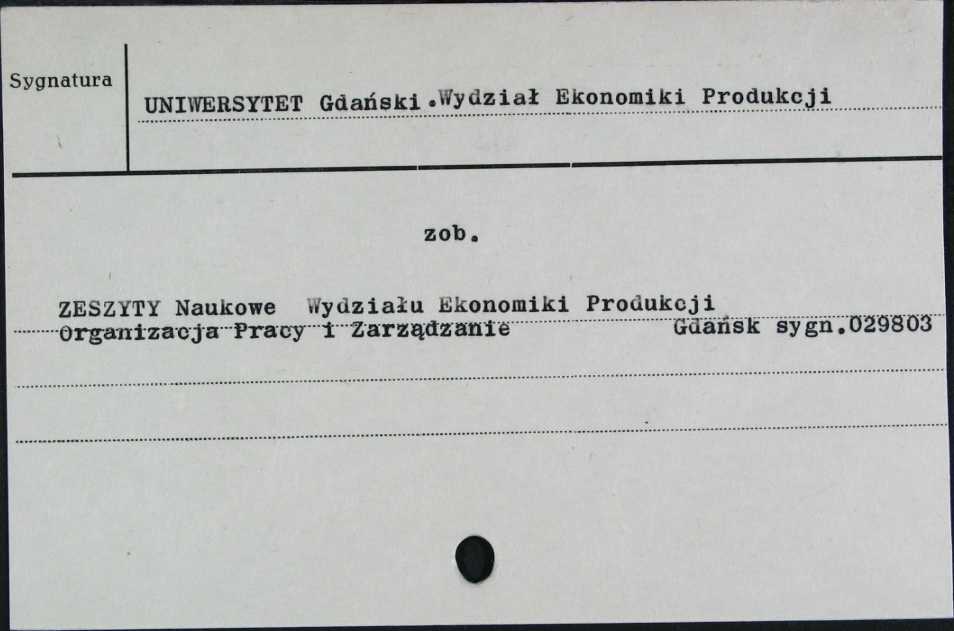 Sygnatura
UNIWERSYTET Gdański.Wydział Ekonomiki Produkcji
zob.
ZESZYTY Naukowe Wydziału Ekonomiki Produkcji
Organizacja Pracy i Zarządzanie Gdańsk sygn.029803